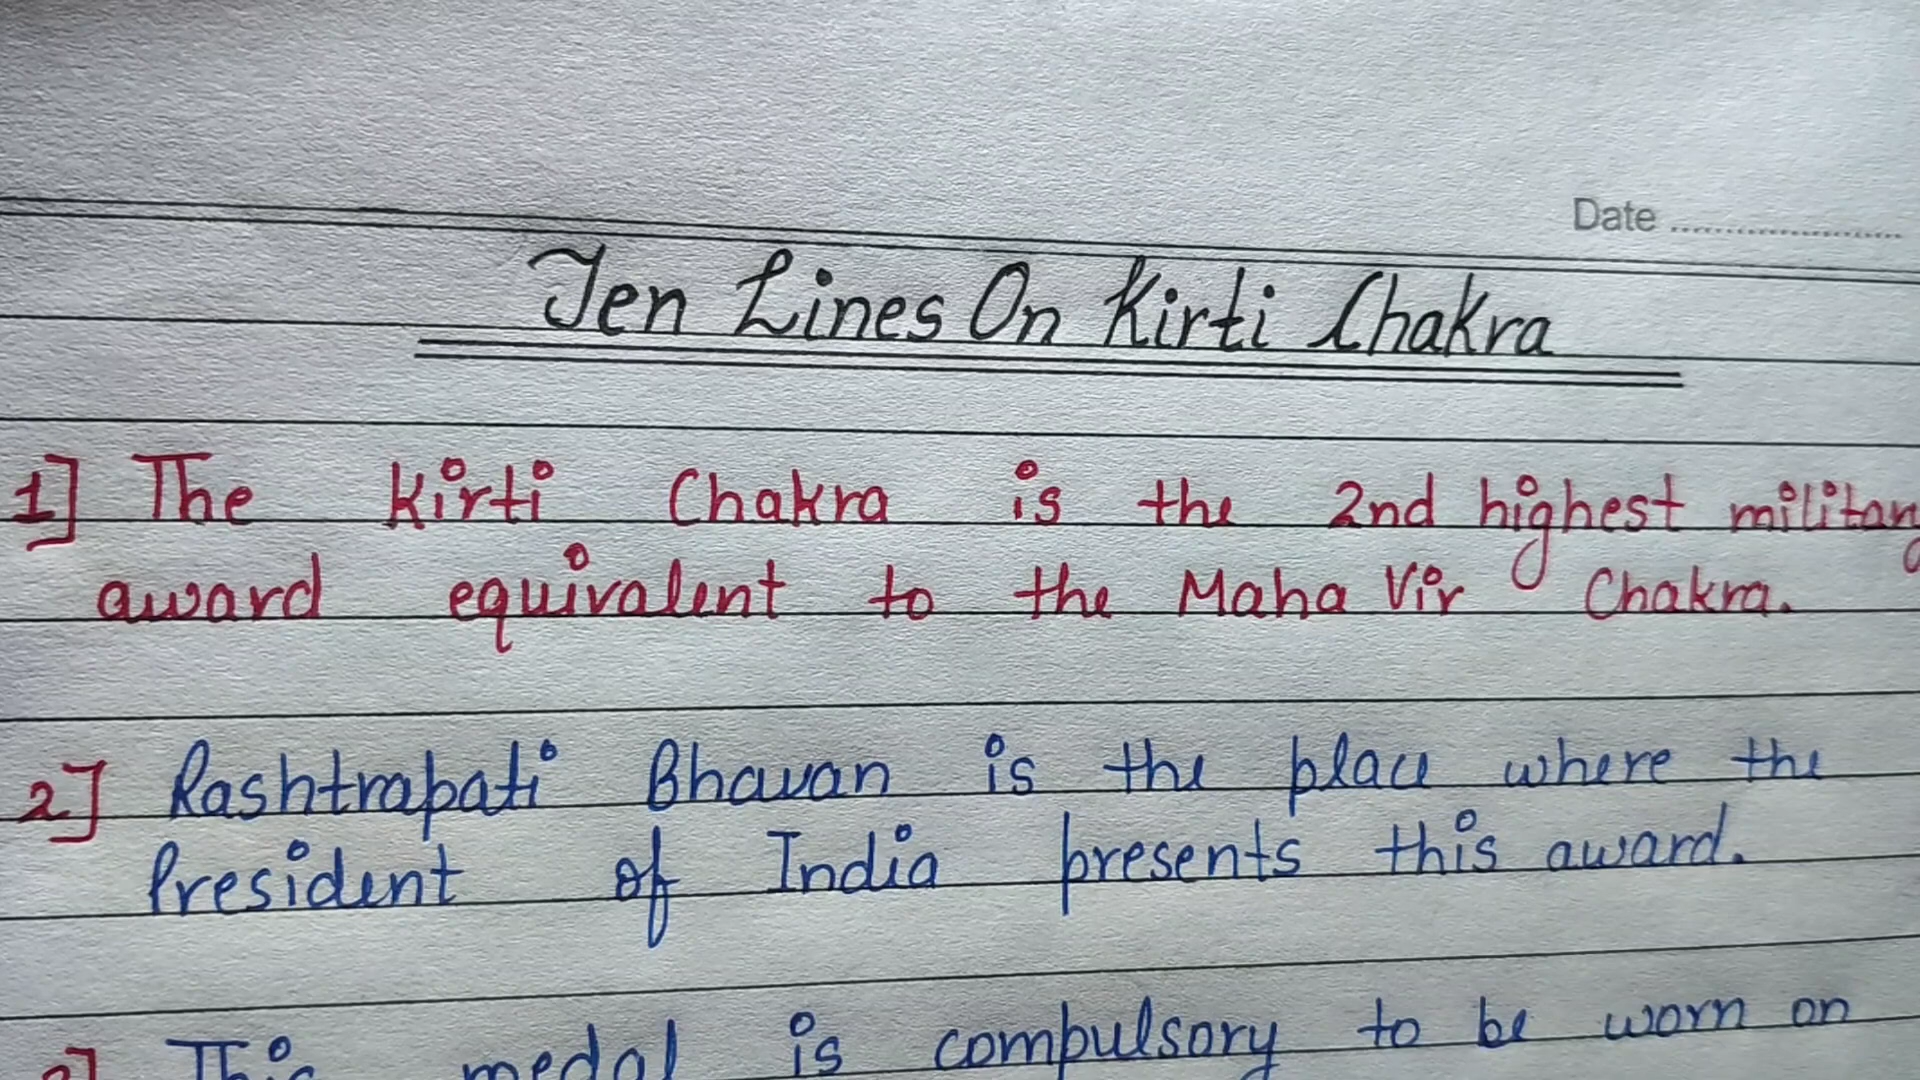 Date ....................
Ten Lines On Kirti Chakra
1] The Kirti Chakra is the 2nd highest military
award equivalent to the Maha Vir Chakra.
2] Rashtrapati Bhavan is the place where the
President of India presents this award.
3] This medal is compulsory to be worn on